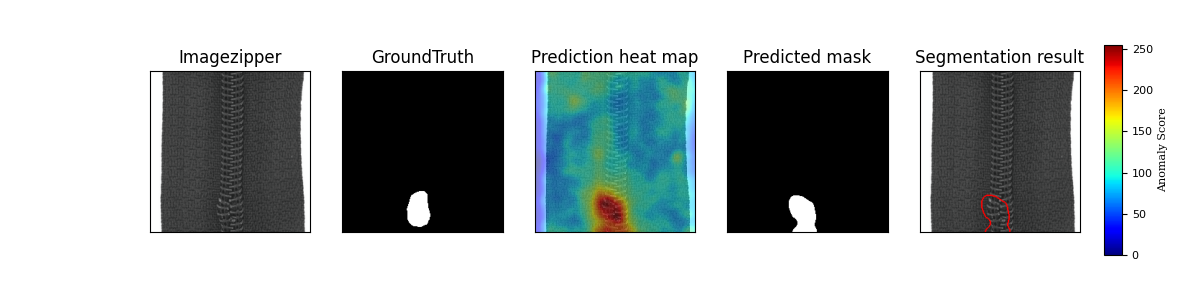 Imagezipper
GroundTruth
Prediction heat map
Predicted mask
Segmentation result
250
200
150
100
50
0
Anomaly Score